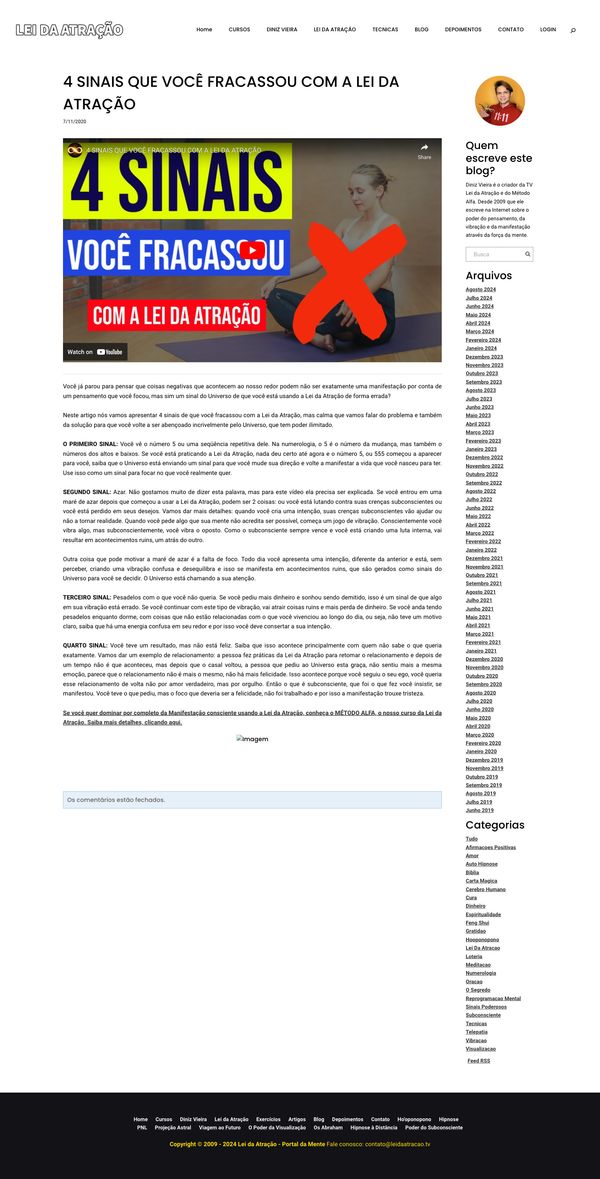 LEI DA ATRAÇÃO
Home CURSOS DINIZ VIEIRA LEI DA ATRAÇÃO TECNICAS BLOG DEPOIMENTOS CONTATO LOGIN
4 SINAIS QUE VOCÊ FRACASSOU COM A LEI DA
ATRAÇÃO
7/11/2020
4 SINAIS QUE VOCÊ FRACASSOU COM A LEI DA ATRAÇÃO
Share
4 SINAIS
VOCÊ FRACASSOU
COM A LEI DA ATRAÇÃO
Watch on YouTube
Você já parou para pensar que coisas negativas que acontecem ao nosso redor podem não ser exatamente uma manifestação por conta de
um pensamento que você focou, mas sim um sinal do Universo de que você está usando a Lei da Atração de forma errada?
Neste artigo nós vamos apresentar 4 sinais de que você fracassou com a Lei da Atração, mas calma que vamos falar do problema e também
da solução para que você volte a ser abençoado incrivelmente pelo Universo, que tem poder ilimitado.
O PRIMEIRO SINAL: Você vê o número 5 ou uma seqüência repetitiva dele. Na numerologia, o 5 é o número da mudança, mas também o
números dos altos e baixos. Se você está praticando a Lei da Atração, nada deu certo até agora e o número 5, ou 555 começou a aparecer
para você, saiba que o Universo está enviando um sinal para que você mude sua direção e volte a manifestar a vida que você nasceu para ter.
Use isso como um sinal para focar no que você realmente quer.
SEGUNDO SINAL: Azar. Não gostamos muito de dizer esta palavra, mas para este vídeo ela precisa ser explicada. Se você entrou em uma
maré de azar depois que começou a usar a Lei da Atração, podem ser 2 coisas: ou você está lutando contra suas crenças subconscientes ou
você está perdido em seus desejos. Vamos dar mais detalhes: quando você cria uma intenção, suas crenças subconscientes vão ajudar ou
não a tornar realidade. Quando você pede algo que sua mente não acredita ser possível, começa um jogo de vibração. Conscientemente você
vibra algo, mas subconscientemente, você vibra o oposto. Como o subconsciente sempre vence e você está criando uma luta interna, vai
resultar em acontecimentos ruins, um atrás do outro.
Outra coisa que pode motivar a maré de azar é a falta de foco. Todo dia você apresenta uma intenção, diferente da anterior e está, sem
perceber, criando uma vibração confusa e desequilibra e isso se manifesta em acontecimentos ruins, que são gerados como sinais do
Universo para você se decidir. O Universo está chamando a sua atenção.
TERCEIRO SINAL: Pesadelos com o que você não queria. Se você pediu mais dinheiro e sonhou sendo demitido, isso é um sinal de que algo
em sua vibração está errado. Se você continuar com este tipo de vibração, vai atrair coisas ruins e mais perda de dinheiro. Se você anda tendo
pesadelos enquanto dorme, com coisas que não estão relacionadas com o que você vivenciou ao longo do dia, ou seja, não teve um motivo
claro, saiba que há uma energia confusa em seu redor e por isso você deve consertar a sua intenção.
QUARTO SINAL: Você teve um resultado, mas não está feliz. Saiba que isso acontece principalmente com quem não sabe o que queria
exatamente. Vamos dar um exemplo de relacionamento: a pessoa fez práticas da Lei da Atração para retomar o relacionamento e depois de
um tempo não é que aconteceu, mas depois que o casal voltou, a pessoa que pediu ao Universo esta graça, não sentiu mais a mesma
emoção, parece que o relacionamento não é mais o mesmo, não há mais felicidade. Isso acontece porque você seguiu o seu ego, você queria
esse relacionamento de volta não por amor verdadeiro, mas por orgulho. Então o que é subconsciente, que foi o que fez você insistir, se
manifestou. Você teve o que pediu, mas o foco que deveria ser a felicidade, não foi trabalhado e por isso a manifestação trouxe tristeza.
Se você quer dominar por completo da Manifestação consciente usando a Lei da Atração, conheça o MÉTODO ALFA, o nosso curso da Lei da
Atração. Saiba mais detalhes, clicando aqui.
Imagem
Os comentários estão fechados.
11:11
Quem
escreve este
blog?
Diniz Vieira é o criador da TV
Lei da Atração e do Método
Alfa. Desde 2009 que ele
escreve na Internet sobre o
poder do pensamento, da
vibração e da manifestação
através da força da mente.
Busca
Arquivos
Agosto 2024
Julho 2024
Junho 2024
Maio 2024
Abril 2024
Março 2024
Fevereiro 2024
Janeiro 2024
Dezembro 2023
Novembro 2023
Outubro 2023
Setembro 2023
Agosto 2023
Julho 2023
Junho 2023
Maio 2023
Abril 2023
Março 2023
Fevereiro 2023
Janeiro 2023
Dezembro 2022
Novembro 2022
Outubro 2022
Setembro 2022
Agosto 2022
Julho 2022
Junho 2022
Maio 2022
Abril 2022
Março 2022
Fevereiro 2022
Janeiro 2022
Dezembro 2021
Novembro 2021
Outubro 2021
Setembro 2021
Agosto 2021
Julho 2021
Junho 2021
Maio 2021
Abril 2021
Março 2021
Fevereiro 2021
Janeiro 2021
Dezembro 2020
Novembro 2020
Outubro 2020
Setembro 2020
Agosto 2020
Julho 2020
Junho 2020
Maio 2020
Abril 2020
Março 2020
Fevereiro 2020
Janeiro 2020
Dezembro 2019
Novembro 2019
Outubro 2019
Setembro 2019
Agosto 2019
Julho 2019
Junho 2019
Categorias
Tudo
Afirmacoes Positivas
Amor
Auto Hipnose
Biblia
Carta Magica
Cerebro Humano
Cura
Dinheiro
Espiritualidade
Feng Shui
Gratidao
Hooponopono
Lei Da Atracao
Loteria
Meditacao
Numerologia
Oracao
O Segredo
Reprogramacao Mental
Sinais Poderosos
Subconsciente
Tecnicas
Telepatia
Vibracao
Visualizacao
Feed RSS
Home Cursos Diniz Vieira Lei da Atração Exercícios Artigos Blog Depoimentos Contato Ho'oponopono Hipnose
PNL Projeção Astral Viagem ao Futuro O Poder da Visualização Os Abraham Hipnose à Distância Poder do Subconsciente
Copyright © 2009 - 2024 Lei da Atração - Portal da Mente Fale conosco: contato@leidaatracao.tv